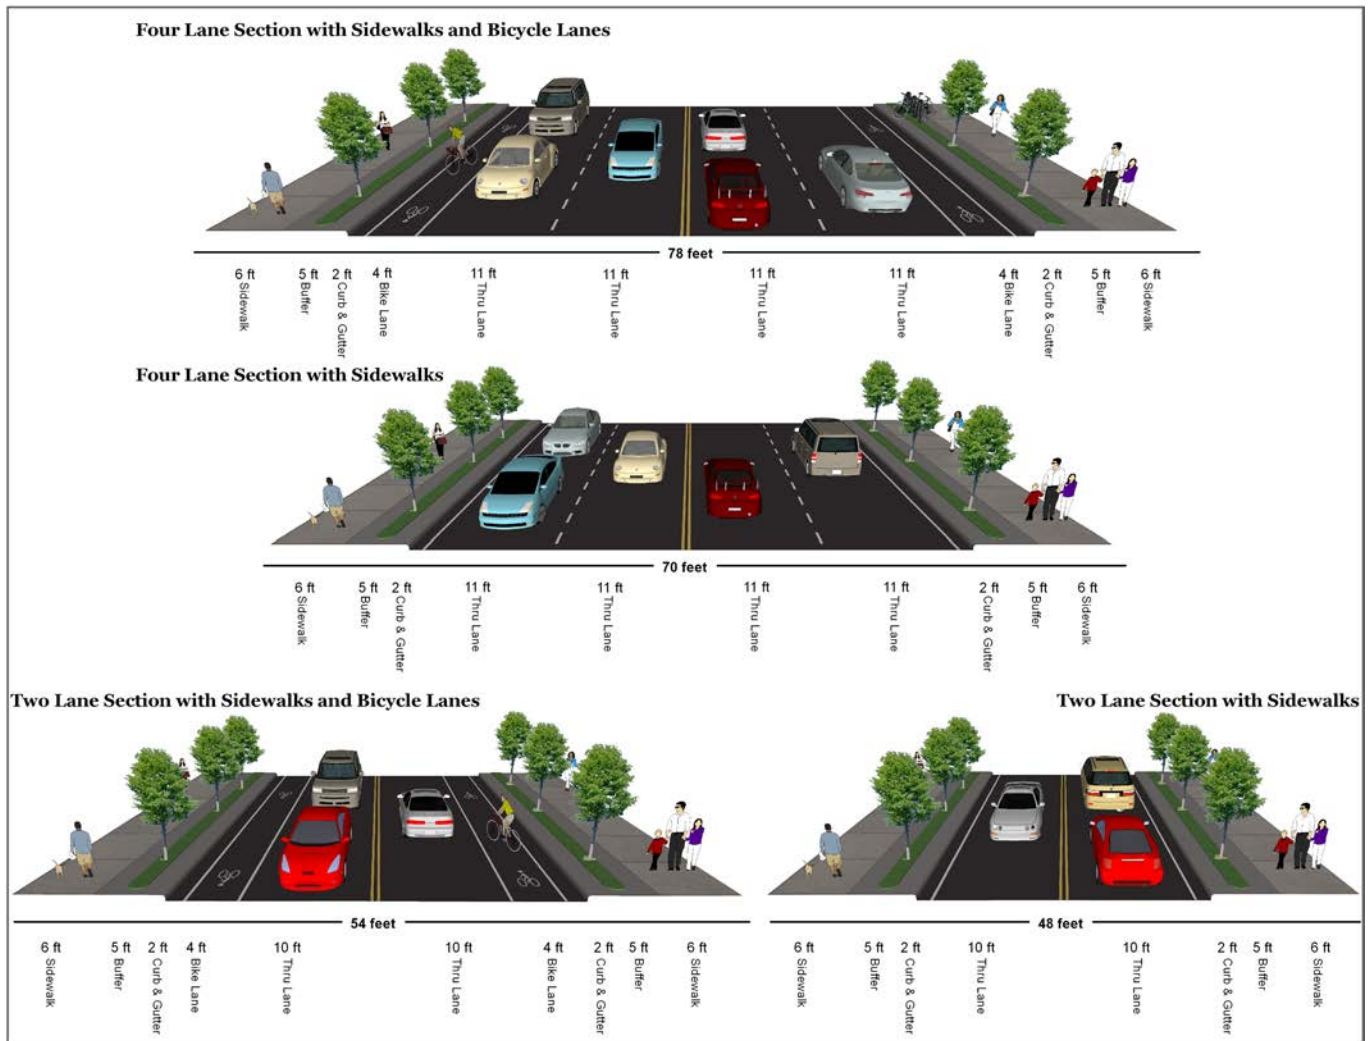 Four Lane Section with Sidewalks and Bicycle Lanes
78 feet
6 ft Sidewalk
5 ft Buffer
2 ft Curb & Gutter
4 ft Bike Lane
11 ft Thru Lane
11 ft Thru Lane
11 ft Thru Lane
11 ft Thru Lane
4 ft Bike Lane
2 ft Curb & Gutter
5 ft Buffer
6 ft Sidewalk
Four Lane Section with Sidewalks
70 feet
6 ft Sidewalk
5 ft Buffer
2 ft Curb & Gutter
11 ft Thru Lane
11 ft Thru Lane
11 ft Thru Lane
11 ft Thru Lane
2 ft Curb & Gutter
5 ft Buffer
6 ft Sidewalk
Two Lane Section with Sidewalks and Bicycle Lanes
54 feet
6 ft Sidewalk
5 ft Buffer
2 ft Curb & Gutter
4 ft Bike Lane
10 ft Thru Lane
10 ft Thru Lane
4 ft Bike Lane
2 ft Curb & Gutter
5 ft Buffer
6 ft Sidewalk
Two Lane Section with Sidewalks
48 feet
6 ft Sidewalk
5 ft Buffer
2 ft Curb & Gutter
10 ft Thru Lane
10 ft Thru Lane
2 ft Curb & Gutter
5 ft Buffer
6 ft Sidewalk